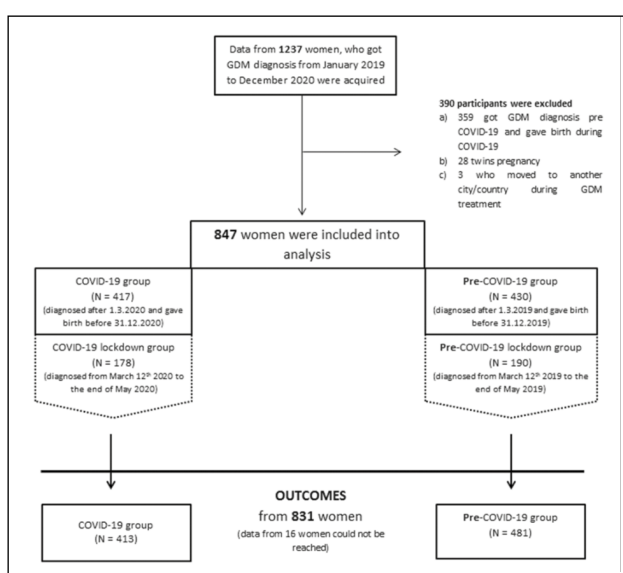 Data from 1237 women, who got
GDM diagnosis from January 2019
to December 2020 were acquired
390 participants were excluded
a) 359 got GDM diagnosis pre
COVID-19 and gave birth during
COVID-19
b) 28 twins pregnancy
c) 3 who moved to another
city/country during GDM
treatment
847 women were included into
analysis
COVID-19 group
(N = 417)
(diagnosed after 1.3.2020 and gave
birth before 31.12.2020)
COVID-19 lockdown group
(N = 178)
(diagnosed from March 12th 2020 to
the end of May 2020)
Pre-COVID-19 group
(N = 430)
(diagnosed after 1.3.2019 and gave birth
before 31.12.2019)
Pre-COVID-19 lockdown group
(N = 190)
(diagnosed from March 12th 2019 to the
end of May 2019)
OUTCOMES
from 831 women
(data from 16 women could not be
reached)
COVID-19 group
(N = 413)
Pre-COVID-19 group
(N = 481)